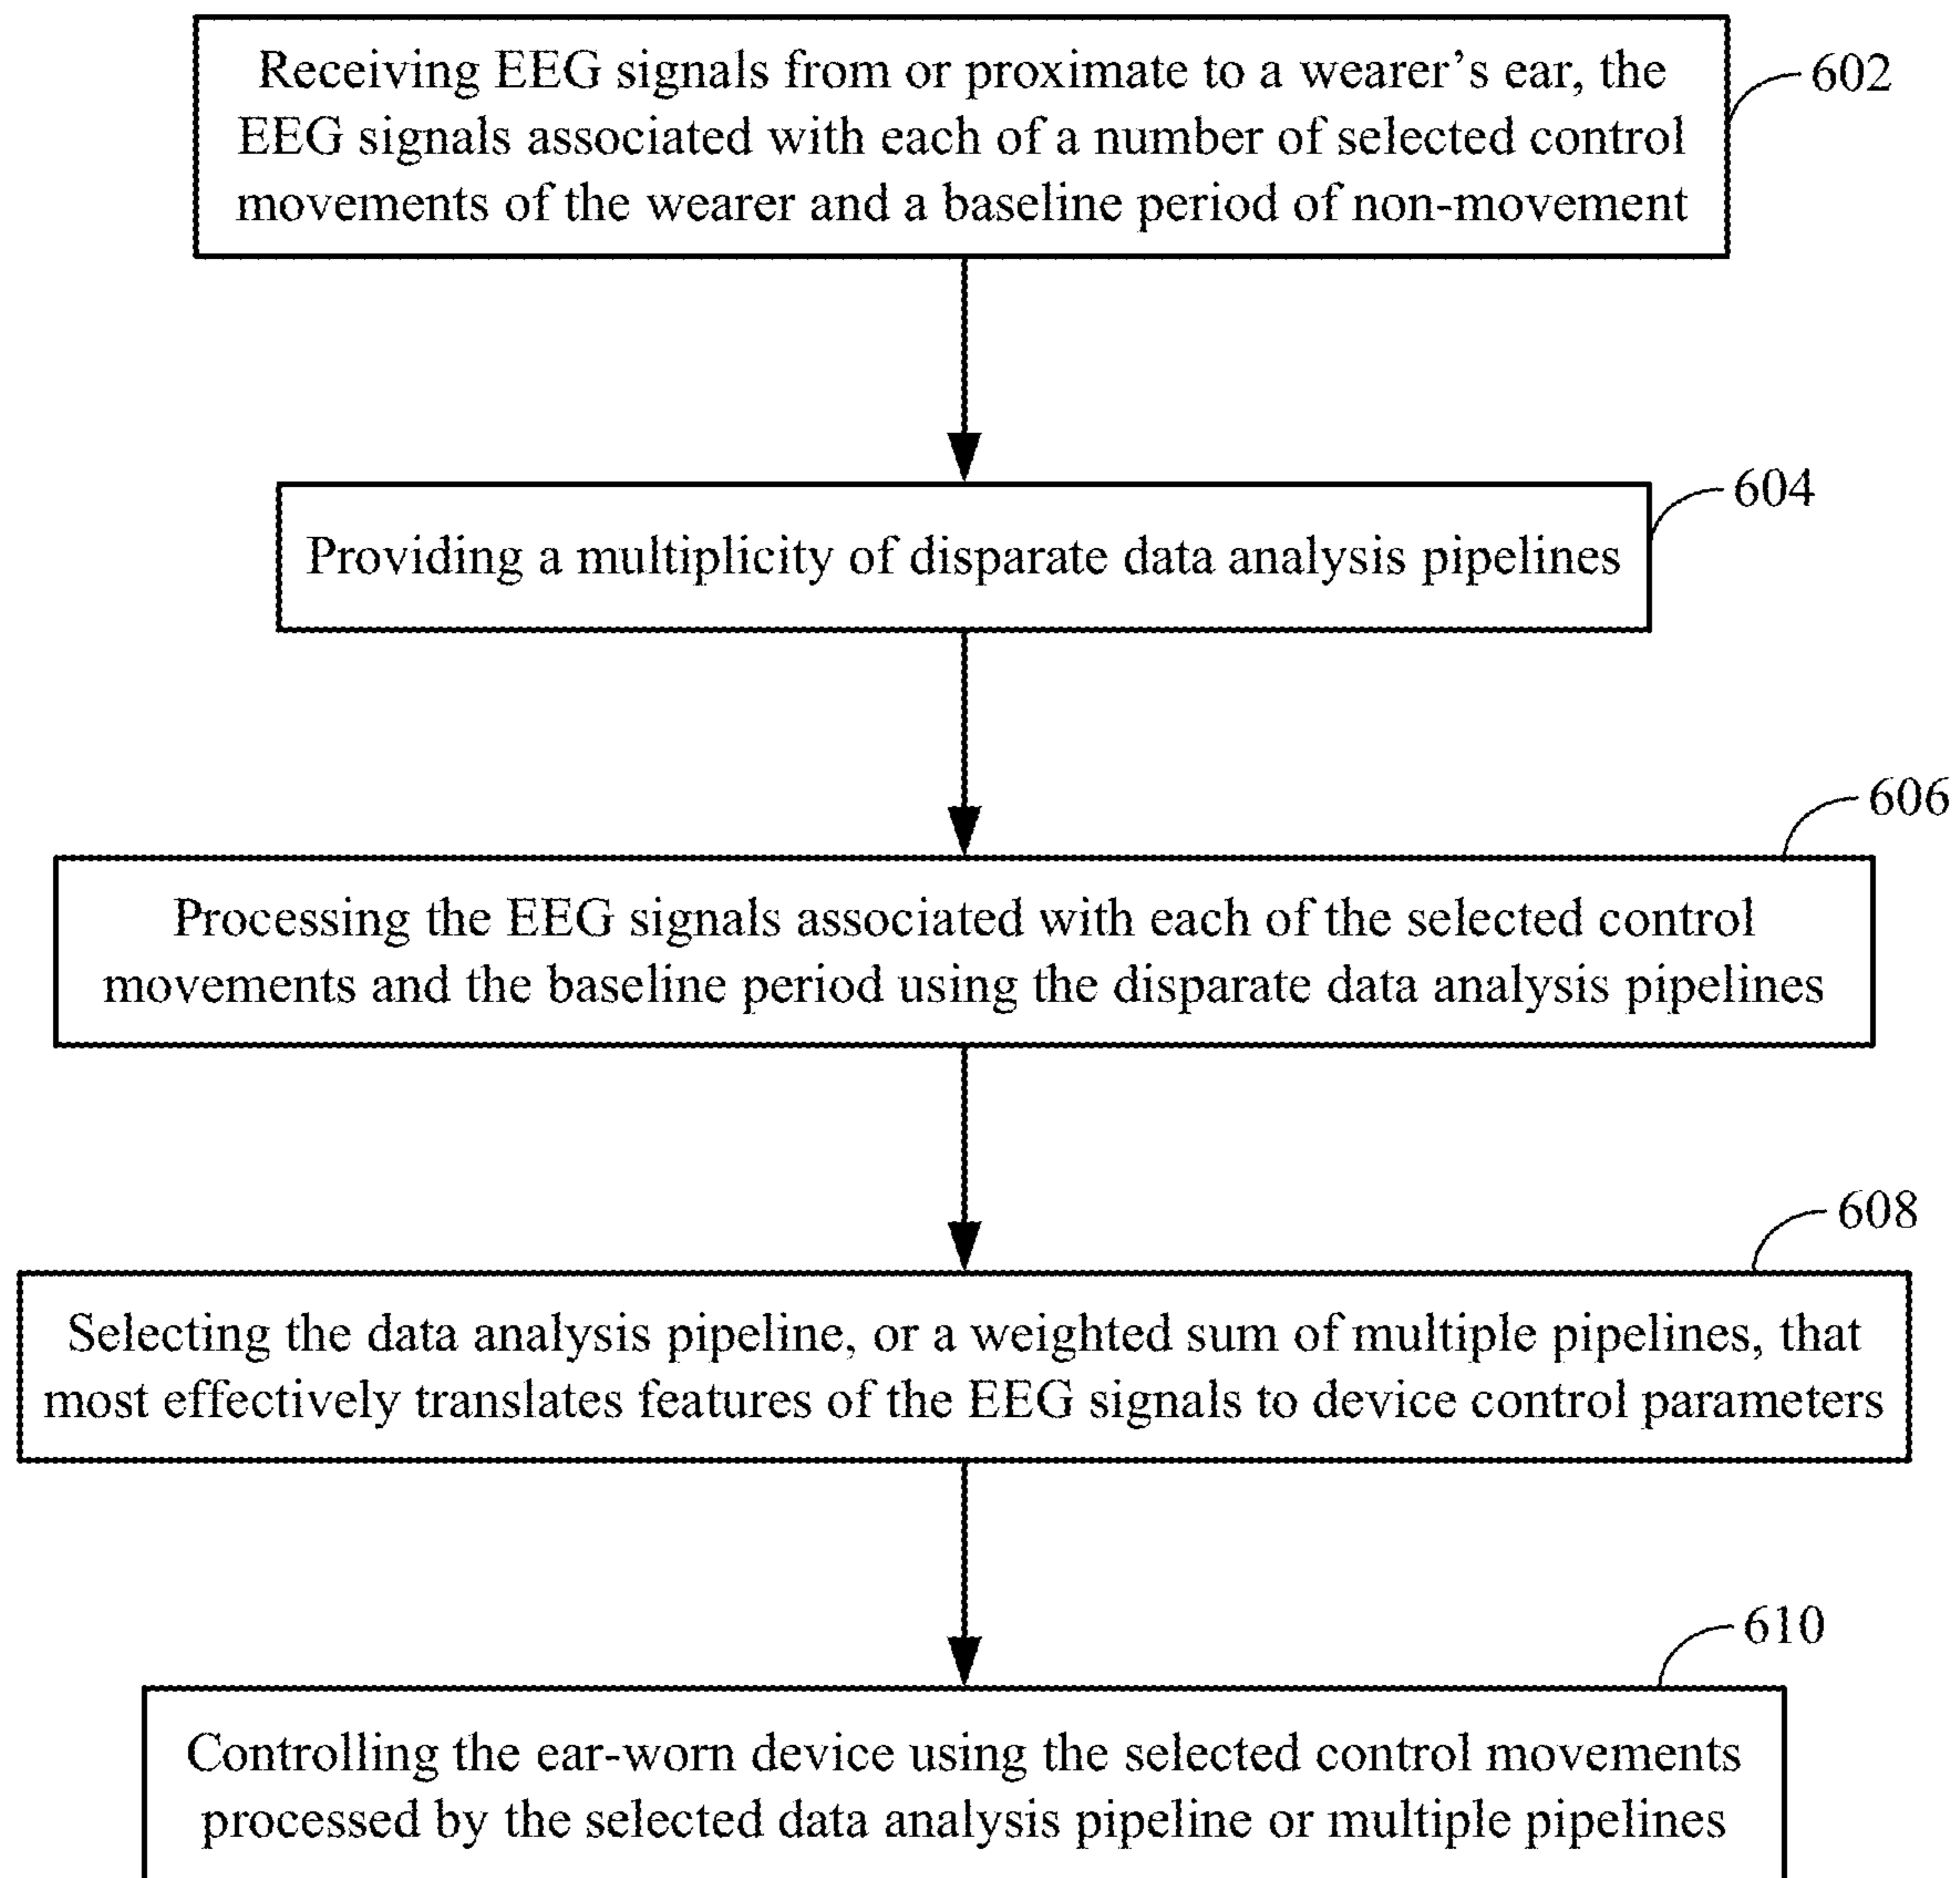 Receiving EEG signals from or proximate to a wearer's ear, the
EEG signals associated with each of a number of selected control
movements of the wearer and a baseline period of non-movement
602
Providing a multiplicity of disparate data analysis pipelines
604
Processing the EEG signals associated with each of the selected control
movements and the baseline period using the disparate data analysis pipelines
606
Selecting the data analysis pipeline, or a weighted sum of multiple pipelines, that
most effectively translates features of the EEG signals to device control parameters
608
Controlling the ear-worn device using the selected control movements
processed by the selected data analysis pipeline or multiple pipelines
610